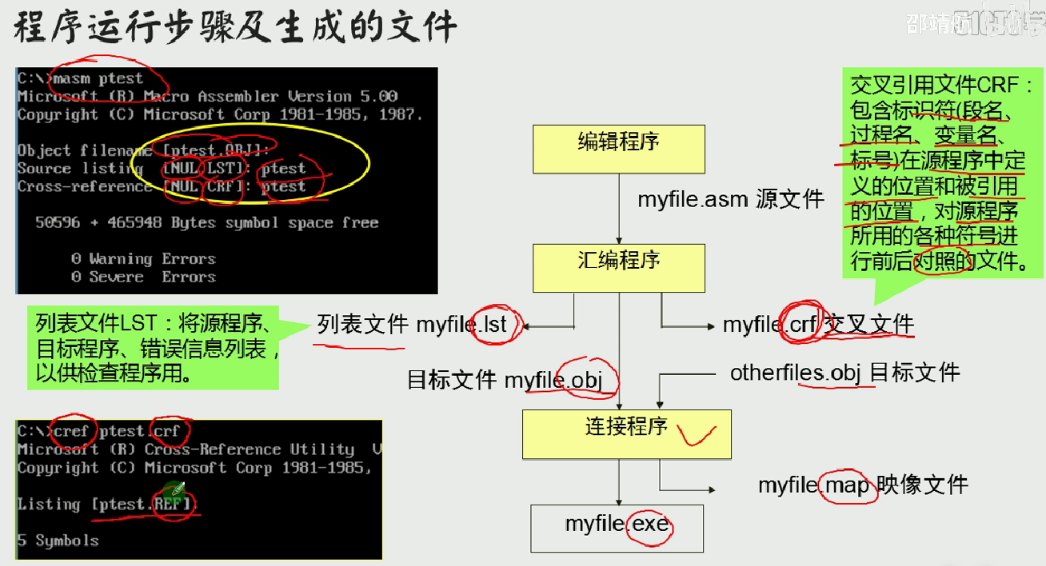 程序运行步骤及生成的文件
邵靖航
C:\>masm ptest
Microsoft (R) Macro Assembler Version 5.00
Copyright (C) Microsoft Corp 1981-1985, 1987.
Object filename [ptest.OBJ]:
Source listing [NUL.LST]: ptest
Cross-reference [NUL.CRF]: ptest
50596 + 465948 Bytes symbol space free
0 Warning Errors
0 Severe Errors
编辑程序
myfile.asm 源文件
汇编程序
交叉引用文件CRF：
包含标识符(段名、
过程名、变量名、
标号)在源程序中定
义的位置和被引用
的位置，对源程序
所用的各种符号进
行前后对照的文件。
列表文件LST：将源程序、
目标程序、错误信息列表，
以供检查程序用。
列表文件 myfile.lst
myfile.crf 交叉文件
目标文件 myfile.obj
otherfiles.obj 目标文件
连接程序
myfile.map 映像文件
myfile.exe
C:\>cref ptest.crf
Microsoft (R) Cross-Reference Utility V
Copyright (C) Microsoft Corp 1981-1985,
Listing [ptest.REF]:
5 Symbols